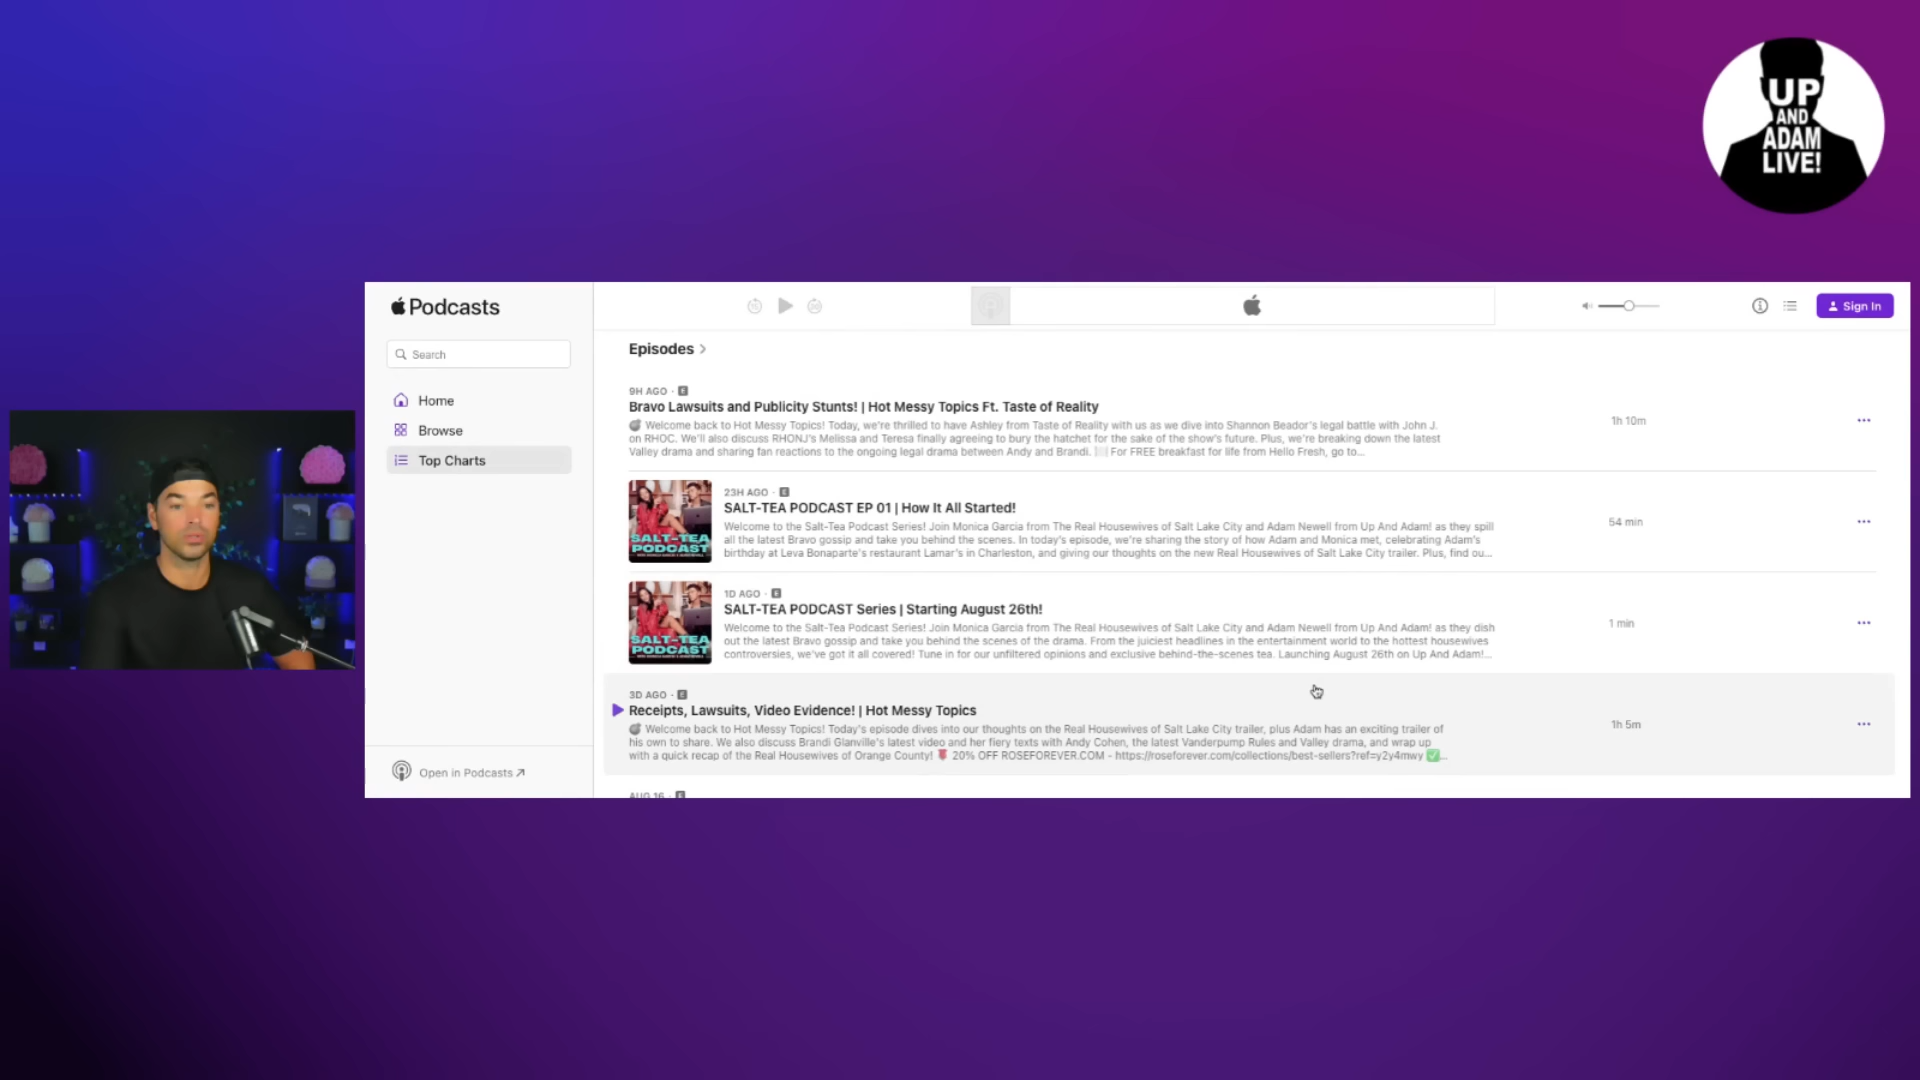 UP
AND
ADAM
LIVE!
Podcasts
Sign In
Search
Home
Browse
Top Charts
Open in Podcasts
Episodes
9H AGO · E
Bravo Lawsuits and Publicity Stunts! | Hot Messy Topics Ft. Taste of Reality
Welcome back to Hot Messy Topics! Today, we're thrilled to have Ashley from Taste of Reality with us as we dive into Shannon Beador's legal battle with John J.
on RHOC. We'll also discuss RHONJ's Melissa and Teresa finally agreeing to bury the hatchet for the sake of the show's future. Plus, we're breaking down the latest
Valley drama and sharing fan reactions to the ongoing legal drama between Andy and Brandi. For FREE breakfast for life from Hello Fresh, go to...
1h 10m
SALT-TEA
PODCAST
23H AGO · E
SALT-TEA PODCAST EP 01 | How It All Started!
Welcome to the Salt-Tea Podcast Series! Join Monica Garcia from The Real Housewives of Salt Lake City and Adam Newell from Up And Adam! as they spill
all the latest Bravo gossip and take you behind the scenes. In today's episode, we're sharing the story of how Adam and Monica met, celebrating Adam's
birthday at Leva Bonaparte's restaurant Lamar's in Charleston, and giving our thoughts on the new Real Housewives of Salt Lake City trailer. Plus, find ou...
54 min
SALT-TEA
PODCAST
1D AGO · E
SALT-TEA PODCAST Series | Starting August 26th!
Welcome to the Salt-Tea Podcast Series! Join Monica Garcia from The Real Housewives of Salt Lake City and Adam Newell from Up And Adam! as they dish
out the latest Bravo gossip and take you behind the scenes of the drama. From the juiciest headlines in the entertainment world to the hottest housewives
controversies, we've got it all covered! Tune in for our unfiltered opinions and exclusive behind-the-scenes tea. Launching August 26th on Up And Adam!...
1 min
3D AGO · E
Receipts, Lawsuits, Video Evidence! | Hot Messy Topics
Welcome back to Hot Messy Topics! Today's episode dives into our thoughts on the Real Housewives of Salt Lake City trailer, plus Adam has an exciting trailer of
his own to share. We also discuss Brandi Glanville's latest video and her fiery texts with Andy Cohen, the latest Vanderpump Rules and Valley drama, and wrap up
with a quick recap of the Real Housewives of Orange County! 20% OFF ROSEFOREVER.COM - https://roseforever.com/collections/best-sellers?ref=y2y4mwy ✅...
1h 5m
AUG 16 · E